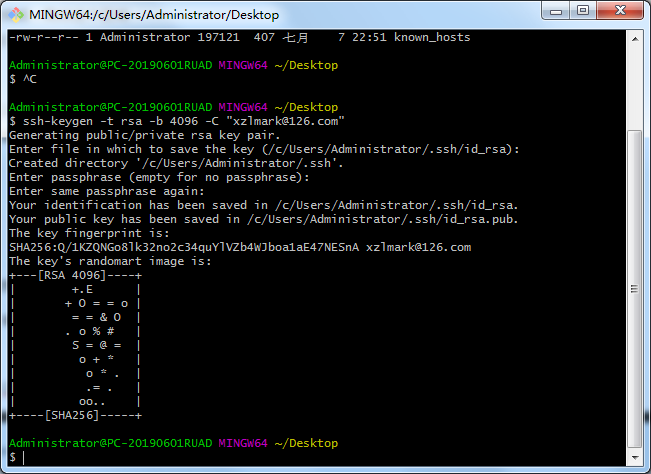 MINGW64:/c/Users/Administrator/Desktop
-rw-r--r-- 1 Administrator 197121  407 七月    7 22:51 known_hosts
Administrator@PC-20190601RUAD MINGW64 ~/Desktop
$ ^C
Administrator@PC-20190601RUAD MINGW64 ~/Desktop
$ ssh-keygen -t rsa -b 4096 -C "xzlmark@126.com"
Generating public/private rsa key pair.
Enter file in which to save the key (/c/Users/Administrator/.ssh/id_rsa):
Created directory '/c/Users/Administrator/.ssh'.
Enter passphrase (empty for no passphrase):
Enter same passphrase again:
Your identification has been saved in /c/Users/Administrator/.ssh/id_rsa.
Your public key has been saved in /c/Users/Administrator/.ssh/id_rsa.pub.
The key fingerprint is:
SHA256:Q/1KZQNGo8lk32no2c34quYlVZb4WJboa1aE47NESnA xzlmark@126.com
The key's randomart image is:
+---[RSA 4096]----+
|        +.E      |
|       + O = = o |
|        = = & O  |
|       . o % #   |
|        S = @ =  |
|         o + *   |
|          o * .  |
|          .= .   |
|         oo..    |
+----[SHA256]-----+
Administrator@PC-20190601RUAD MINGW64 ~/Desktop
$